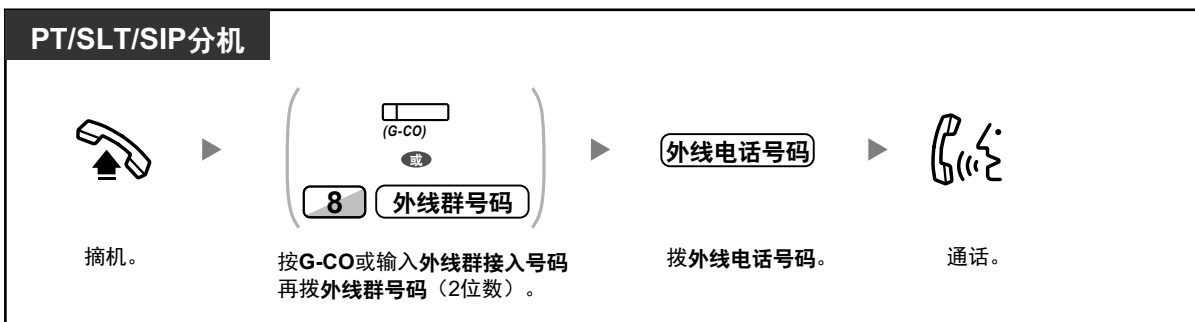 PT/SLT/SIP分机
(G-CO)
或
8 外线群号码
外线电话号码
摘机。
按G-CO或输入外线群接入号码
再拨外线群号码（2位数）。
拨外线电话号码。
通话。